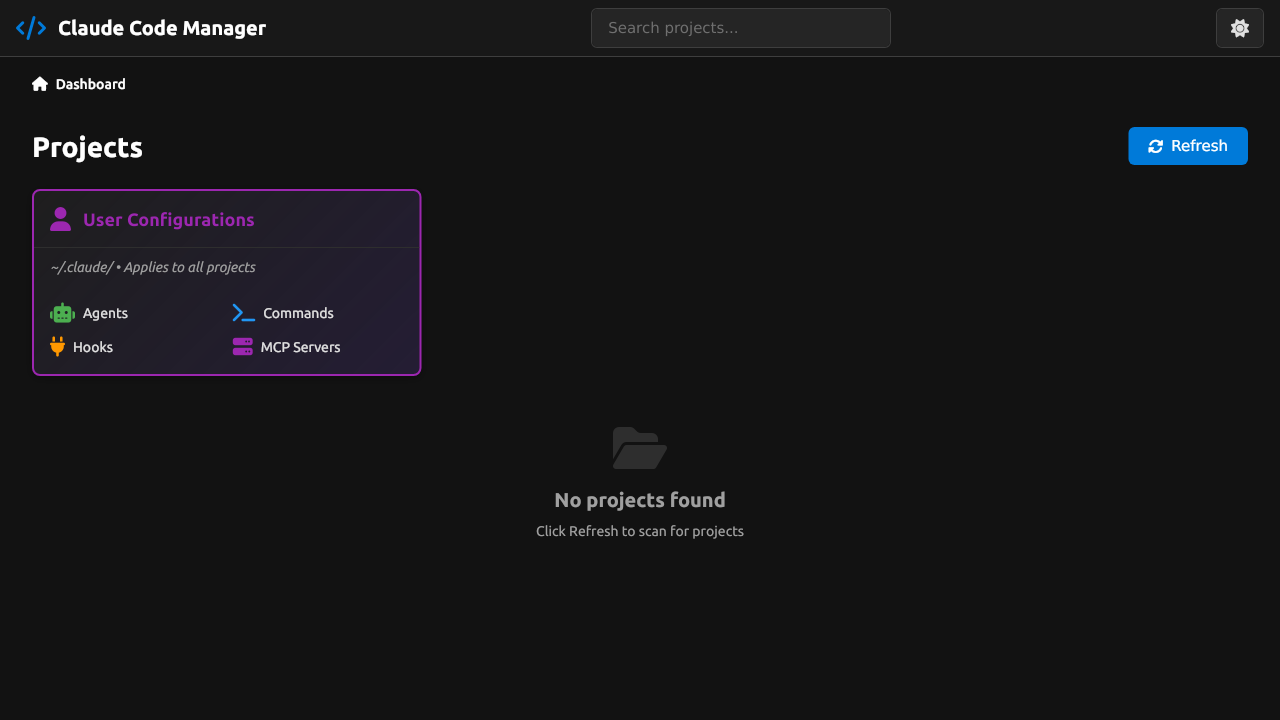 Claude Code Manager
Search projects...
Dashboard
Projects
Refresh
User Configurations
~/.claude/ • Applies to all projects
Agents
Commands
Hooks
MCP Servers
No projects found
Click Refresh to scan for projects